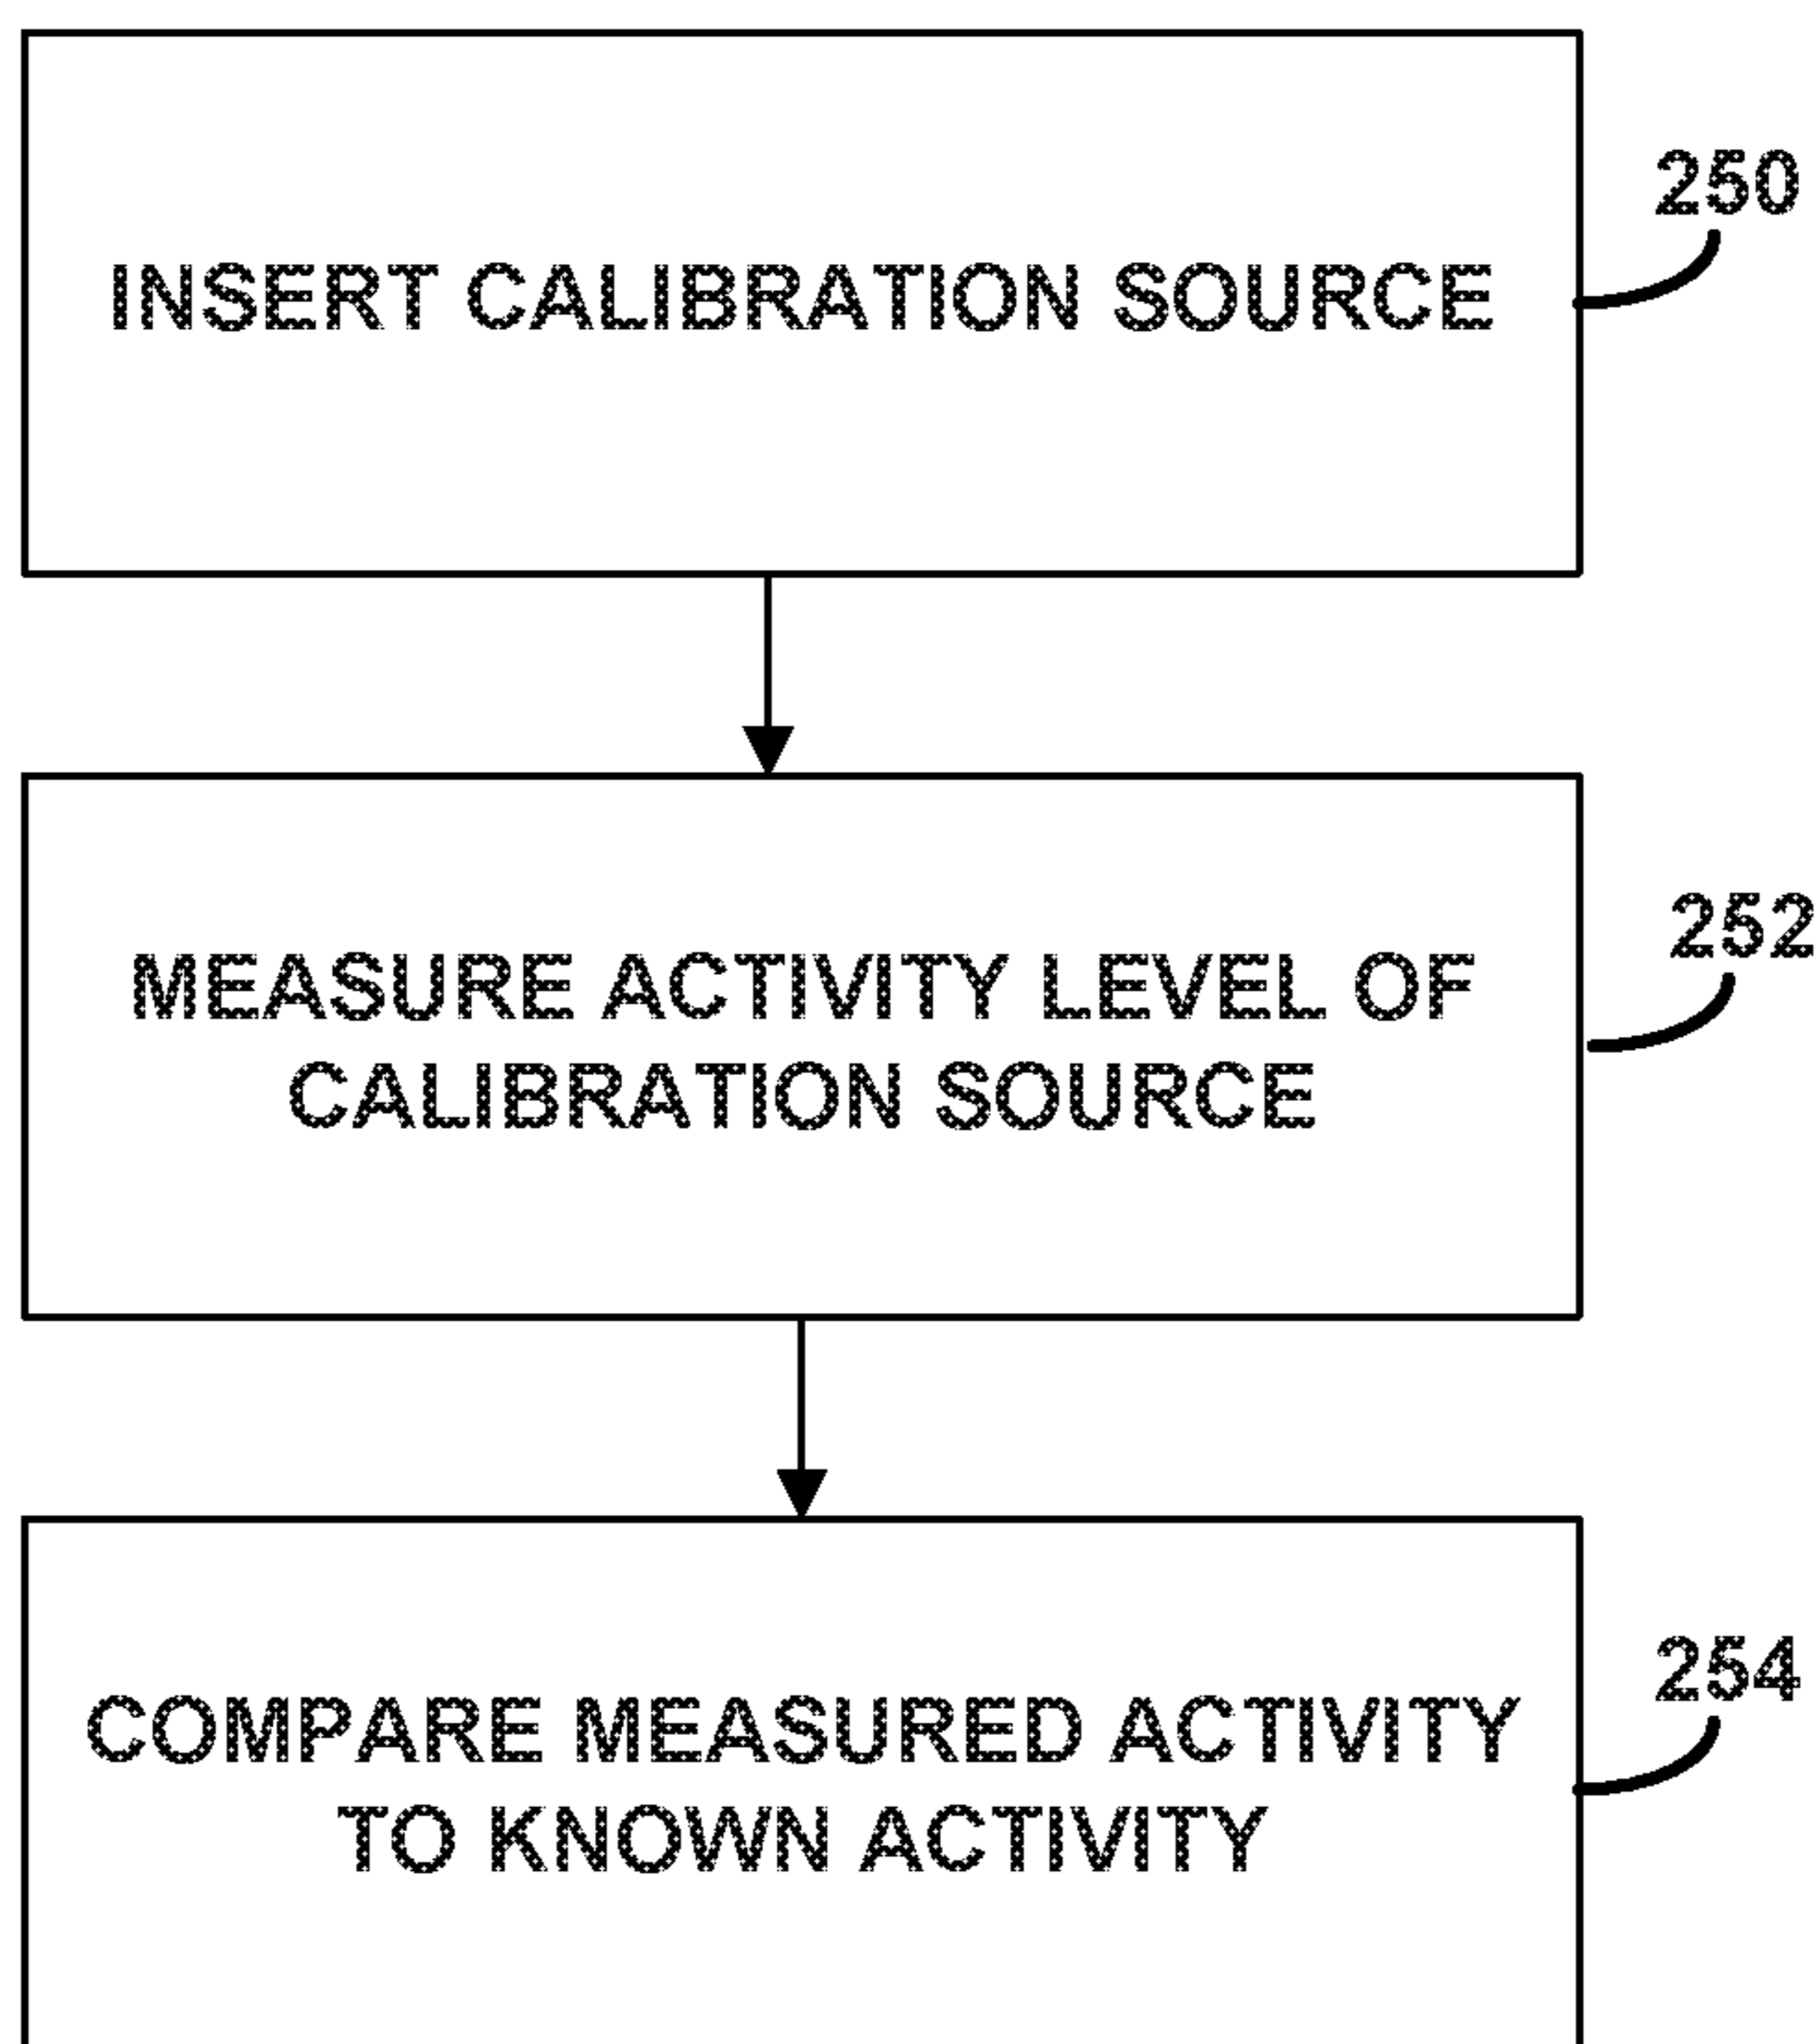 INSERT CALIBRATION SOURCE
250
MEASURE ACTIVITY LEVEL OF
CALIBRATION SOURCE
252
COMPARE MEASURED ACTIVITY
TO KNOWN ACTIVITY
254